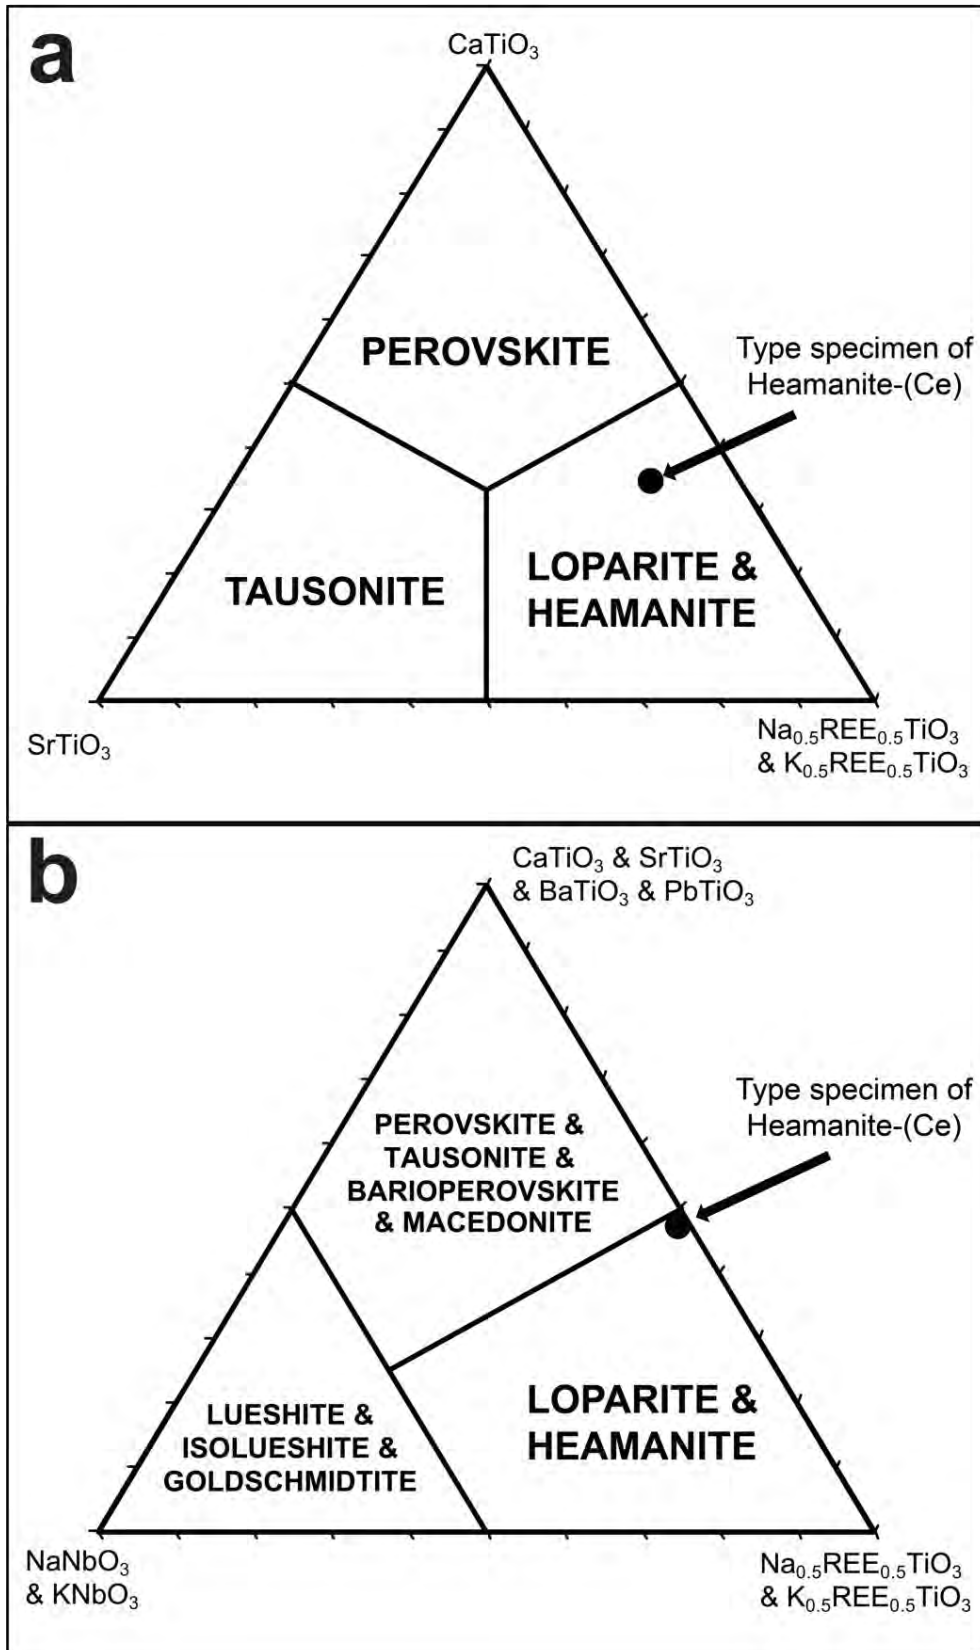 a
CaTiO₃
PEROVSKITE
Type specimen of
Heamanite-(Ce)
TAUSONITE
LOPARITE &
HEAMANITE
SrTiO₃
Na₀.₅REE₀.₅TiO₃
& K₀.₅REE₀.₅TiO₃
b
CaTiO₃ & SrTiO₃
& BaTiO₃ & PbTiO₃
Type specimen of
Heamanite-(Ce)
PEROVSKITE &
TAUSONITE &
BARIOPEROVSKITE
& MACEDONITE
LOPARITE &
HEAMANITE
LUESHITE &
ISOLUESHITE &
GOLDSCHMIDTITE
NaNbO₃
& KNbO₃
Na₀.₅REE₀.₅TiO₃
& K₀.₅REE₀.₅TiO₃